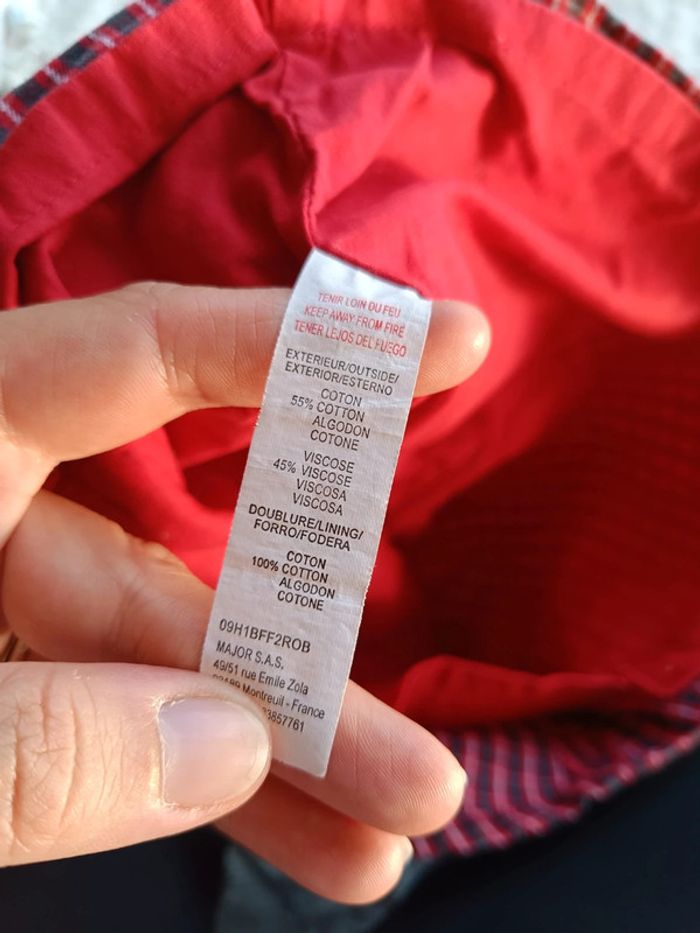 TENIR LOIN DU FEU
KEEP AWAY FROM FIRE
TENER LEJOS DEL FUEGO
EXTERIEUR/OUTSIDE/
EXTERIOR/ESTERNO
COTON
55% COTTON
ALGODON
COTONE
VISCOSE
45% VISCOSE
VISCOSA
VISCOSA
DOUBLURE/LINING/
FORRO/FODERA
COTON
100% COTTON
ALGODON
COTONE
09H1BFF2ROB
MAJOR S.A.S.
49/51 rue Emile Zola
Montreuil - France